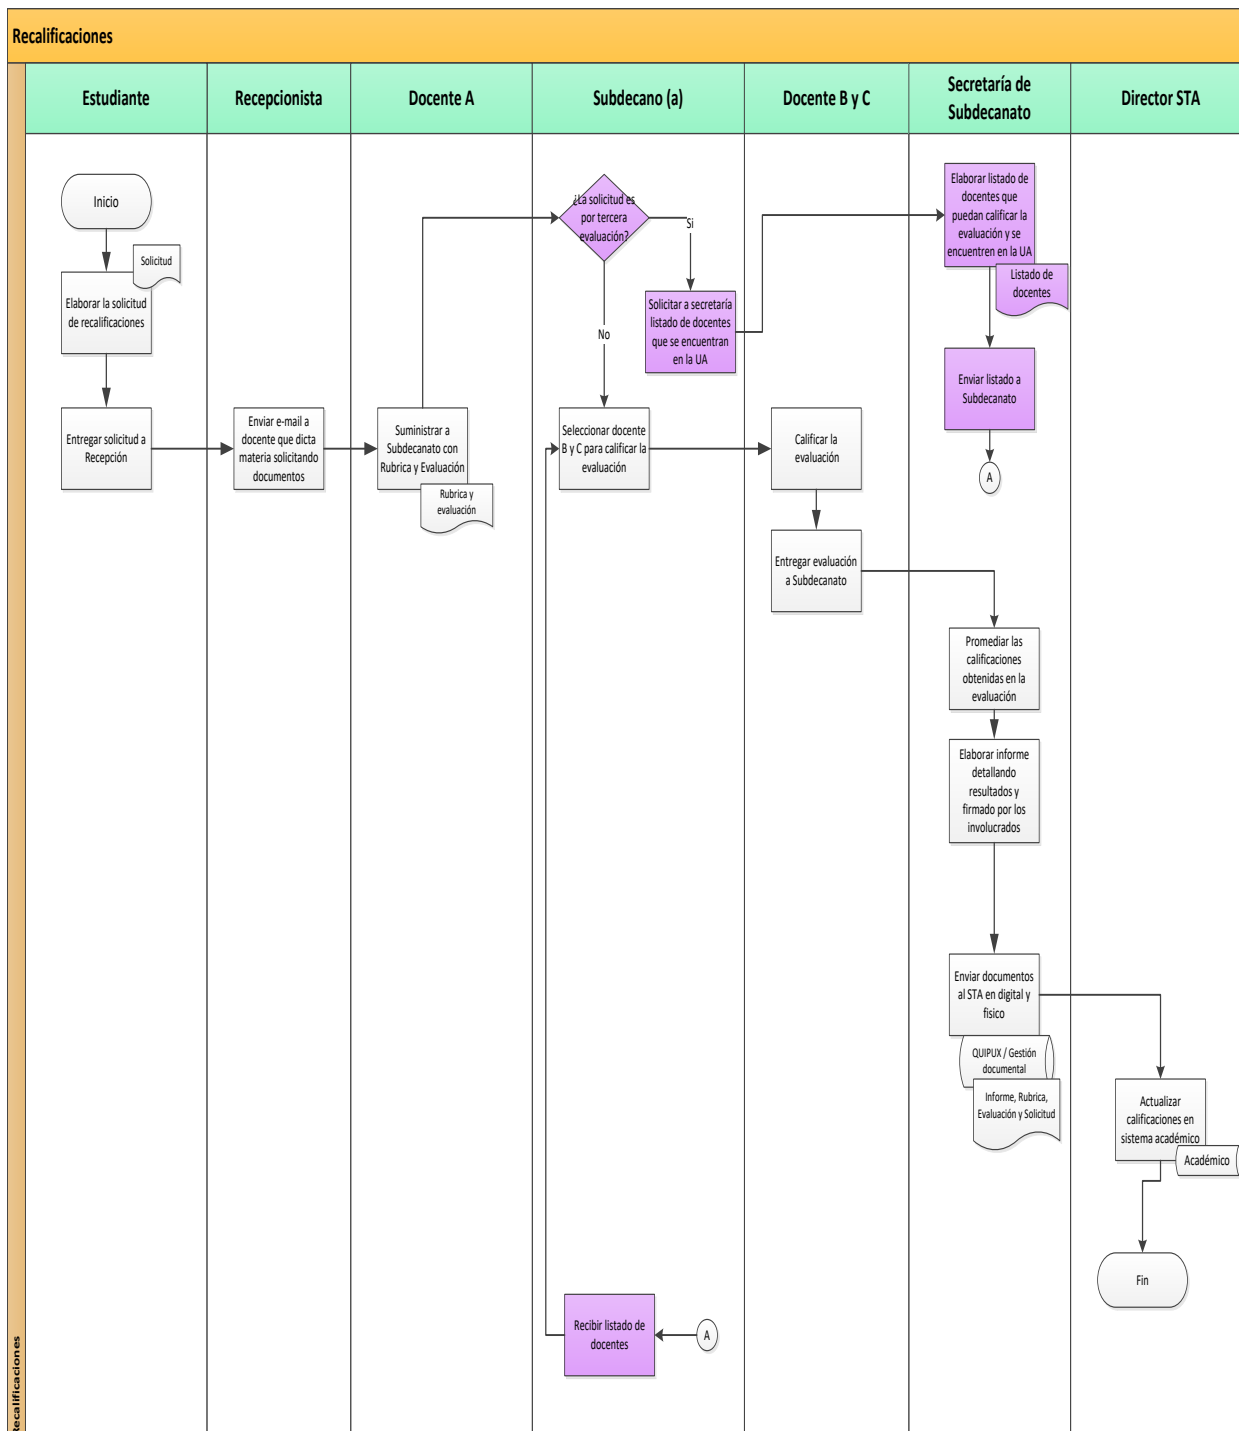 Recalificaciones
Estudiante
Recepcionista
Docente A
Subdecano (a)
Docente B y C
Secretaría de
Subdecanato
Director STA
Inicio
Solicitud
Elaborar la solicitud
de recalificaciones
Entregar solicitud a
Recepción
Enviar e-mail a
docente que dicta
materia solicitando
documentos
Suministrar a
Subdecanato con
Rubrica y Evaluación
Rubrica y
evaluación
¿La solicitud es
por tercera
evaluación?
Si
No
Solicitar a secretaría
listado de docentes
que se encuentran
en la UA
Seleccionar docente
B y C para calificar la
evaluación
Calificar la
evaluación
Entregar evaluación
a Subdecanato
Elaborar listado de
docentes que
puedan calificar la
evaluación y se
encuentren en la UA
Listado de
docentes
Enviar listado a
Subdecanato
A
Promediar las
calificaciones
obtenidas en la
evaluación
Elaborar informe
detallando
resultados y
firmado por los
involucrados
Enviar documentos
al STA en digital y
fisico
QUIPUX / Gestión
documental
Informe, Rubrica,
Evaluación y Solicitud
Actualizar
calificaciones en
sistema académico
Académico
Fin
Recibir listado de
docentes
A
Recalificaciones